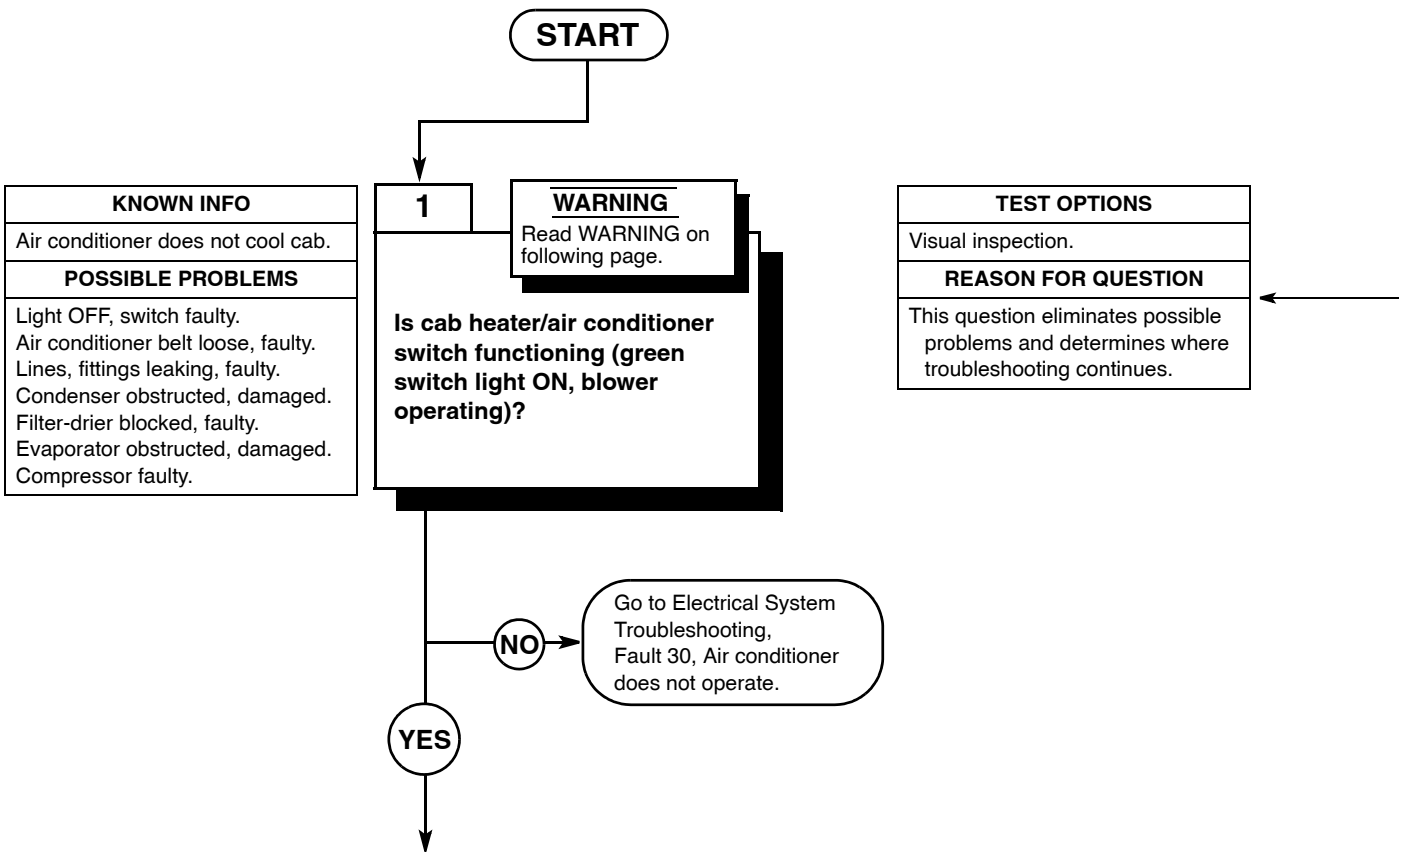 START
KNOWN INFO
Air conditioner does not cool cab.
POSSIBLE PROBLEMS
Light OFF, switch faulty.
Air conditioner belt loose, faulty.
Lines, fittings leaking, faulty.
Condenser obstructed, damaged.
Filter-drier blocked, faulty.
Evaporator obstructed, damaged.
Compressor faulty.
1
WARNING
Read WARNING on
following page.
Is cab heater/air conditioner
switch functioning (green
switch light ON, blower
operating)?
TEST OPTIONS
Visual inspection.
REASON FOR QUESTION
This question eliminates possible
problems and determines where
troubleshooting continues.
NO
Go to Electrical System
Troubleshooting,
Fault 30, Air conditioner
does not operate.
YES